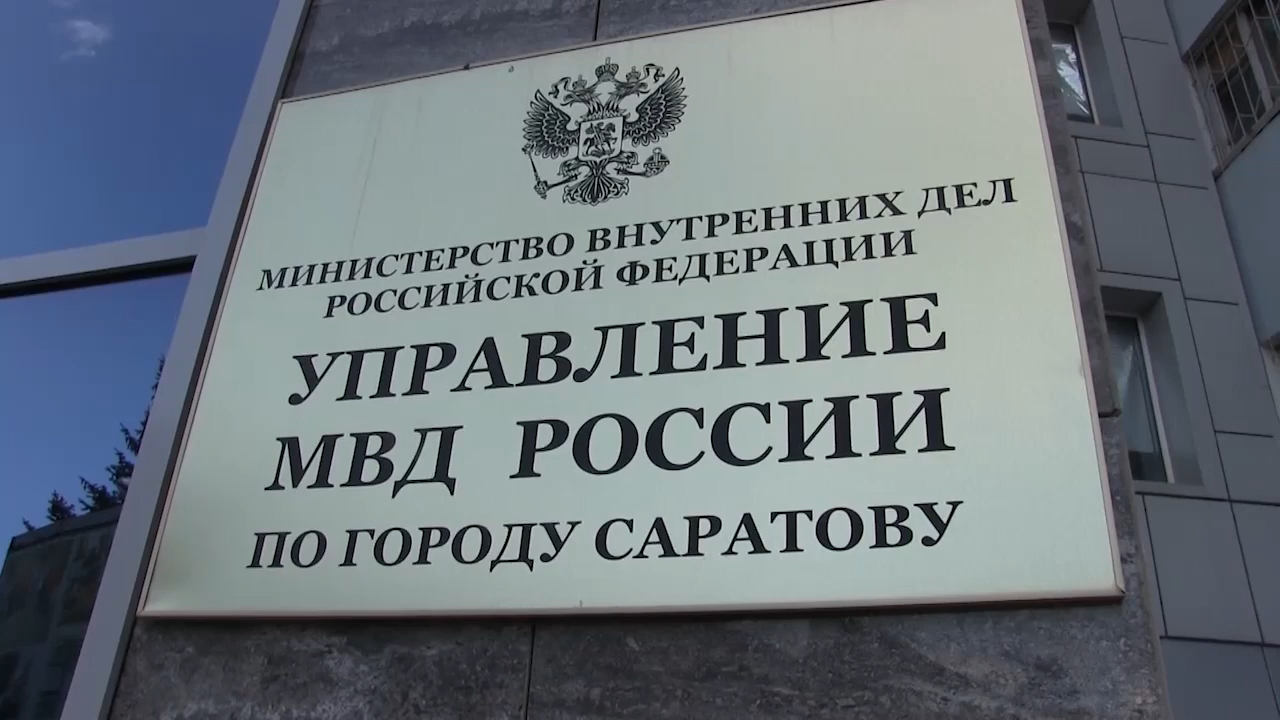 МИНИСТЕРСТВО ВНУТРЕННИХ ДЕЛ
РОССИЙСКОЙ ФЕДЕРАЦИИ
УПРАВЛЕНИЕ
МВД РОССИИ
ПО ГОРОДУ САРАТОВУ